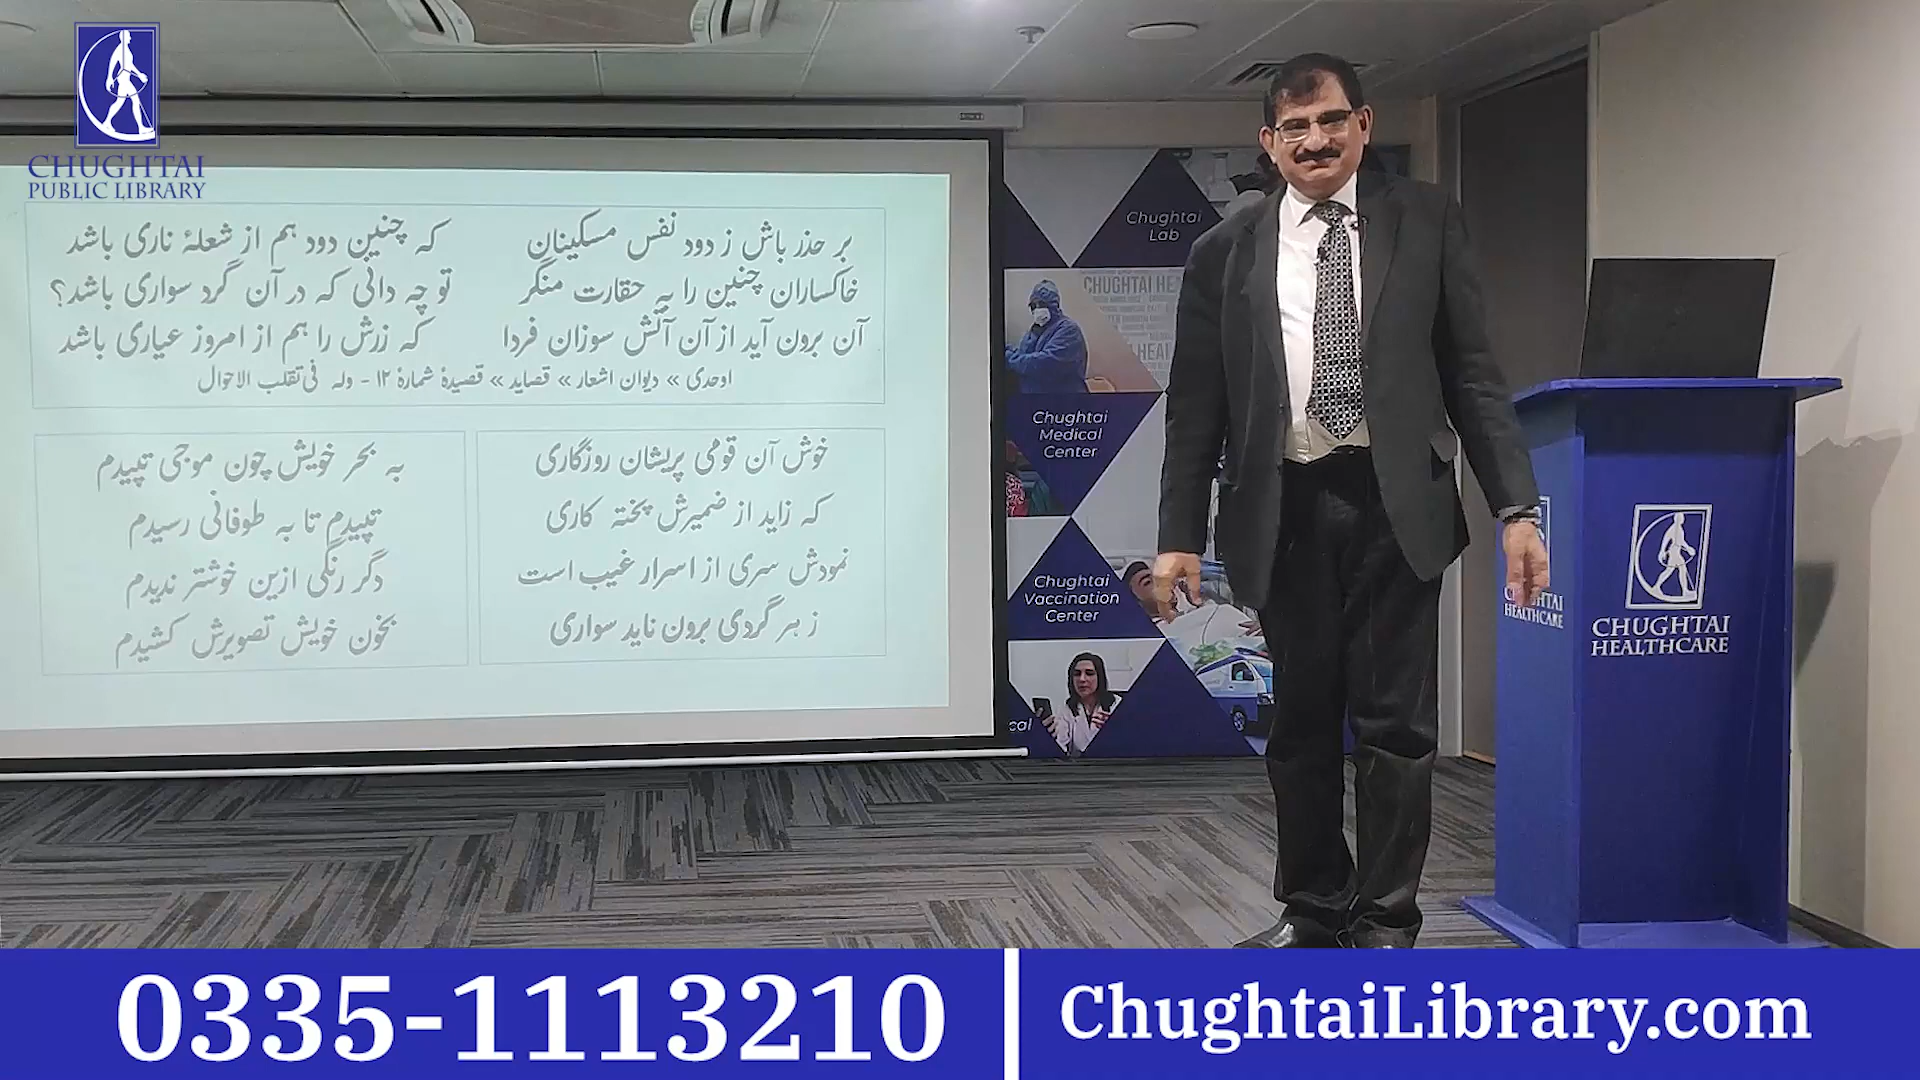 CHUGHTAI
PUBLIC LIBRARY
بر حذر باش ز دود نفس مسکینان
که چنین دود هم از شعلهٔ ناری باشد
خاکساران چنین را به حقارت منگر
تو چه دانی که در آن گرد سواری باشد؟
آن برون آید از آن آتش سوزان فردا
که زرش را هم از امروز عیاری باشد
اوحدی » دیوان اشعار » قصاید » قصیدهٔ شمارهٔ ۱۲ - وله فی تقلب الاحوال
خوش آن قومی پریشان روزگاری
که زاید از ضمیرش پخته کاری
نمودش سری از اسرار غیب است
ز هر گردی برون ناید سواری
به بحر خویش چون موجی تپیدم
تپیدم تا به طوفانی رسیدم
دگر رنگی ازین خوشتر ندیدم
بخون خویش تصویرش کشیدم
Chughtai
Lab
CHUGHTAI HE
Chughtai
Medical
Center
Chughtai
Vaccination
Center
cal
CHUGHTAI
HEALTHCARE
CHUGHTAI
HEALTHCARE
0335-1113210
ChughtaiLibrary.com